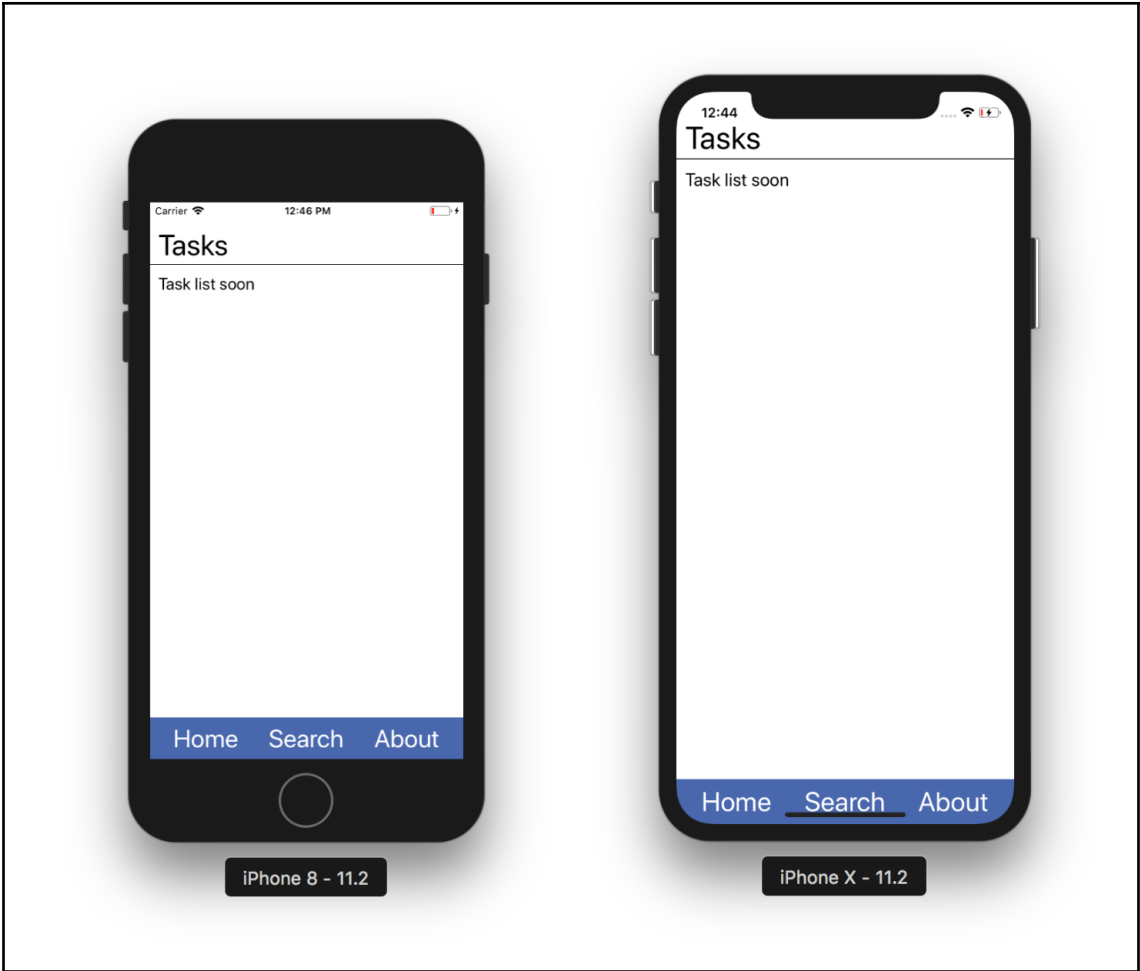 Carrier 12:46 PM
Tasks
Task list soon
Home Search About
iPhone 8 - 11.2
12:44
Tasks
Task list soon
Home Search About
iPhone X - 11.2